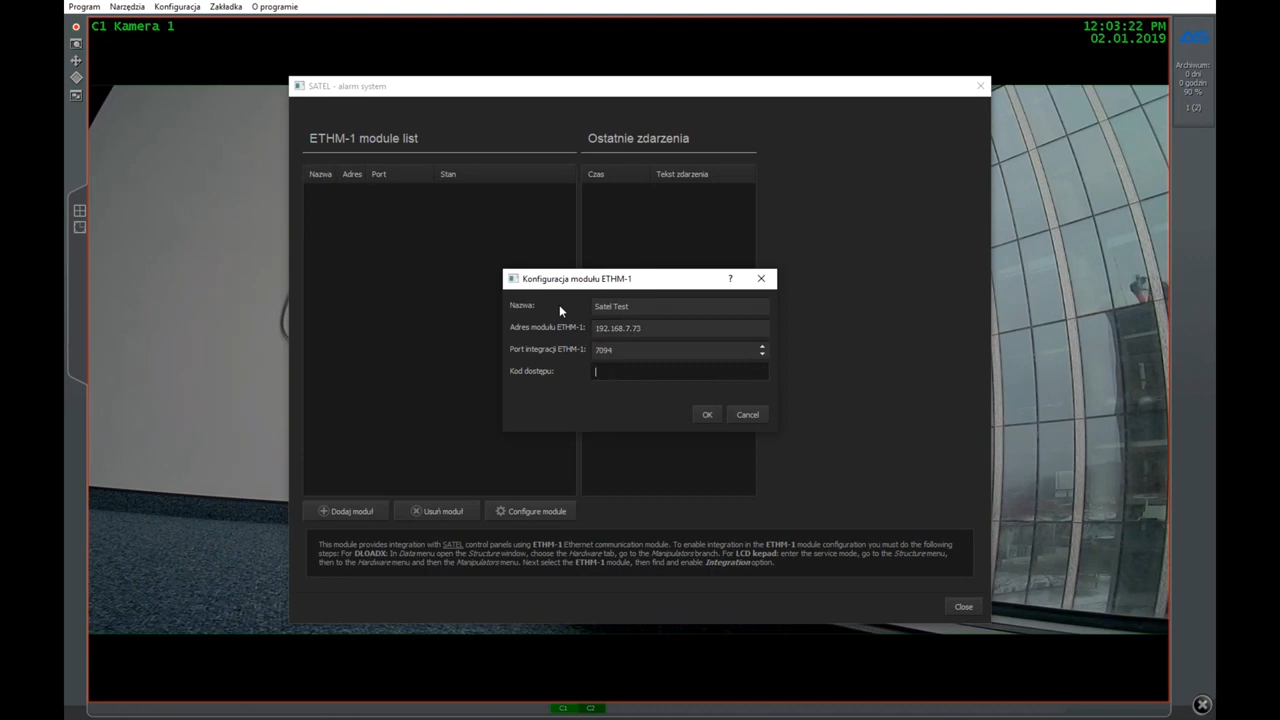 Program Narzędzia Konfiguracja Zakładka O programie
C1 Kamera 1
12:03:22 PM
02.01.2019
AVS
Archiwum:
0 dni
0 godzin
90 %
1 (2)
SATEL - alarm system
ETHM-1 module list
Ostatnie zdarzenia
Nazwa Adres Port Stan
Czas Tekst zdarzenia
Konfiguracja modułu ETHM-1
?
Nazwa: Satel Test
Adres modułu ETHM-1: 192.168.7.73
Port integracji ETHM-1: 7094
Kod dostępu:
OK Cancel
Dodaj moduł Usuń moduł Configure module
This module provides integration with SATEL control panels using ETHM-1 Ethernet communication module. To enable integration in the ETHM-1 module configuration you must do the following
steps: For DLOADX: In Data menu open the Structure window, choose the Hardware tab, go to the Manipulators branch. For LCD kepad: enter the service mode, go to the Structure menu,
then to the Hardware menu and then the Manipulators menu. Next select the ETHM-1 module, then find and enable Integration option.
Close
C1 C2